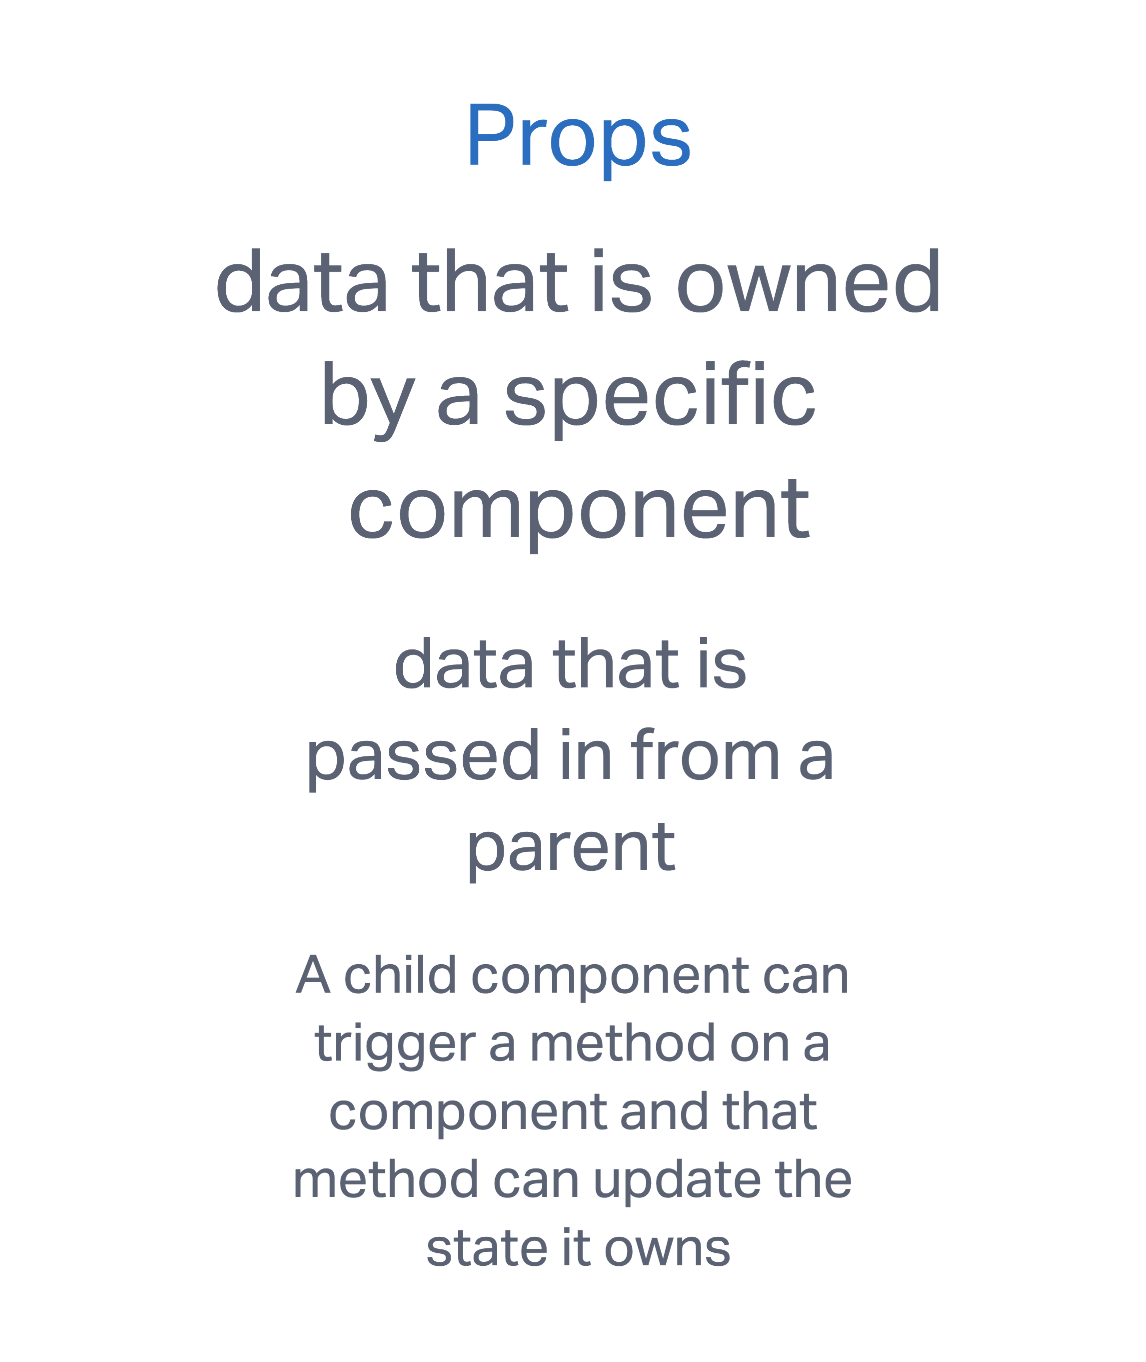 Props
data that is owned
by a specific
component
data that is
passed in from a
parent
A child component can
trigger a method on a
component and that
method can update the
state it owns